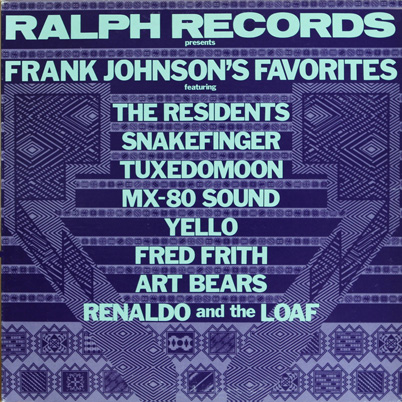 RALPH RECORDS
presents
FRANK JOHNSON'S FAVORITES
featuring
THE RESIDENTS
SNAKEFINGER
TUXEDOMOON
MX-80 SOUND
YELLO
FRED FRITH
ART BEARS
RENALDO and the LOAF